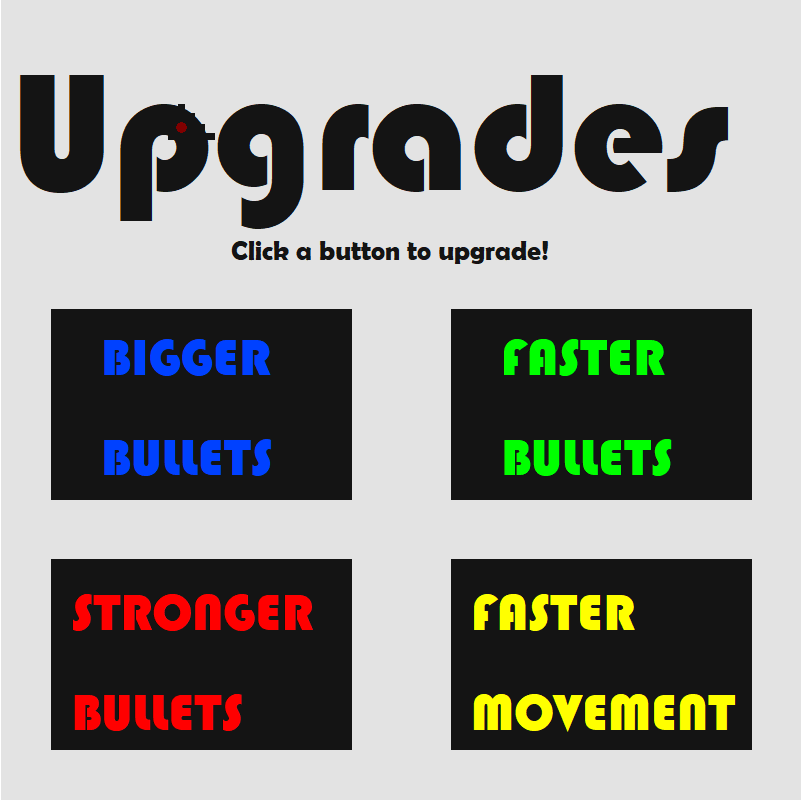 Upgrades
Click a button to upgrade!
BIGGER
BULLETS
FASTER
BULLETS
STRONGER
BULLETS
FASTER
MOVEMENT